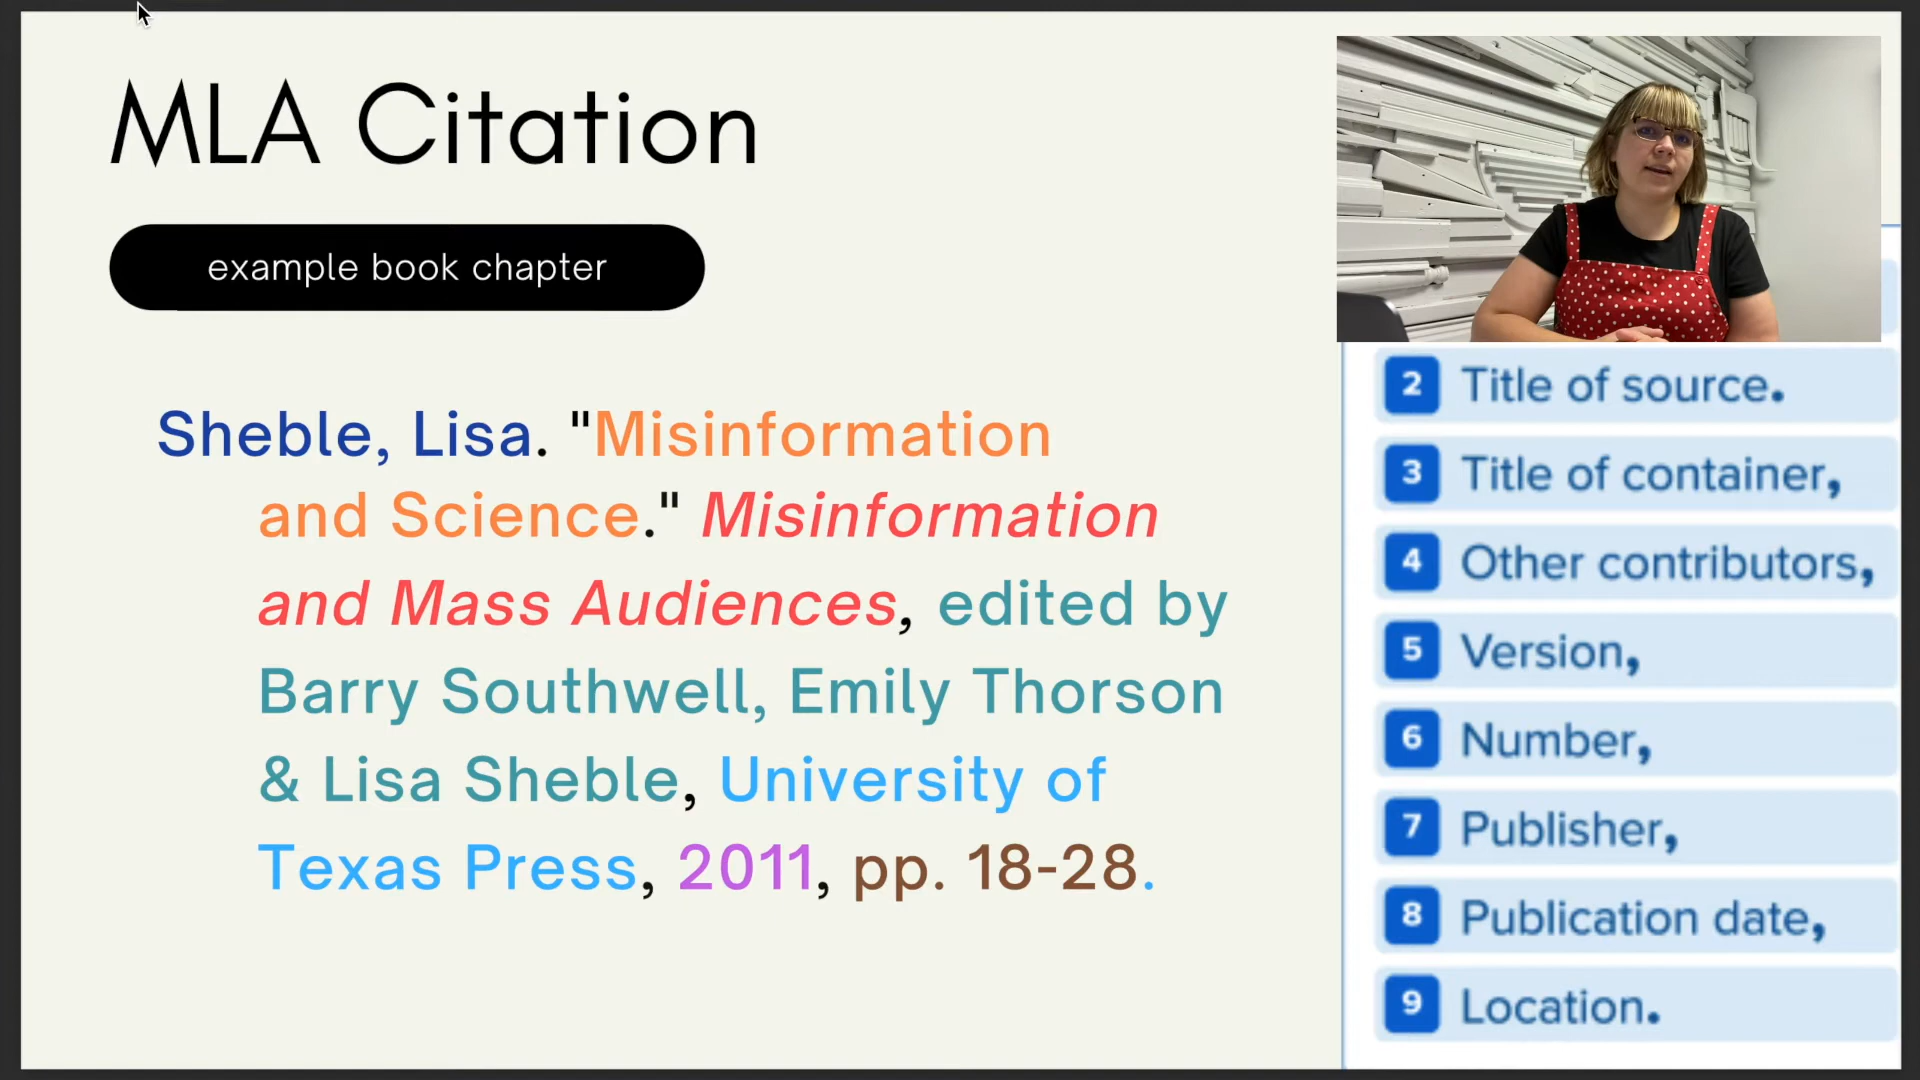 MLA Citation
example book chapter
Sheble, Lisa. "Misinformation
and Science." Misinformation
and Mass Audiences, edited by
Barry Southwell, Emily Thorson
& Lisa Sheble, University of
Texas Press, 2011, pp. 18-28.
2 Title of source.
3 Title of container,
4 Other contributors,
5 Version,
6 Number,
7 Publisher,
8 Publication date,
9 Location.